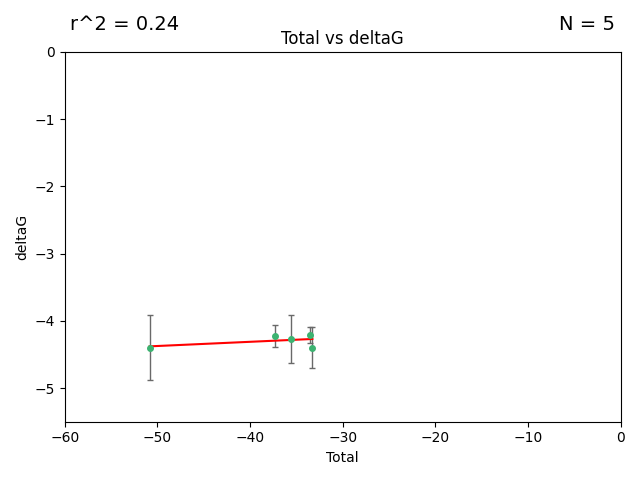 r^2 = 0.24
N = 5
Total vs deltaG
0
−1
−2
−3
−4
−5
deltaG
−60
−50
−40
−30
−20
−10
0
Total